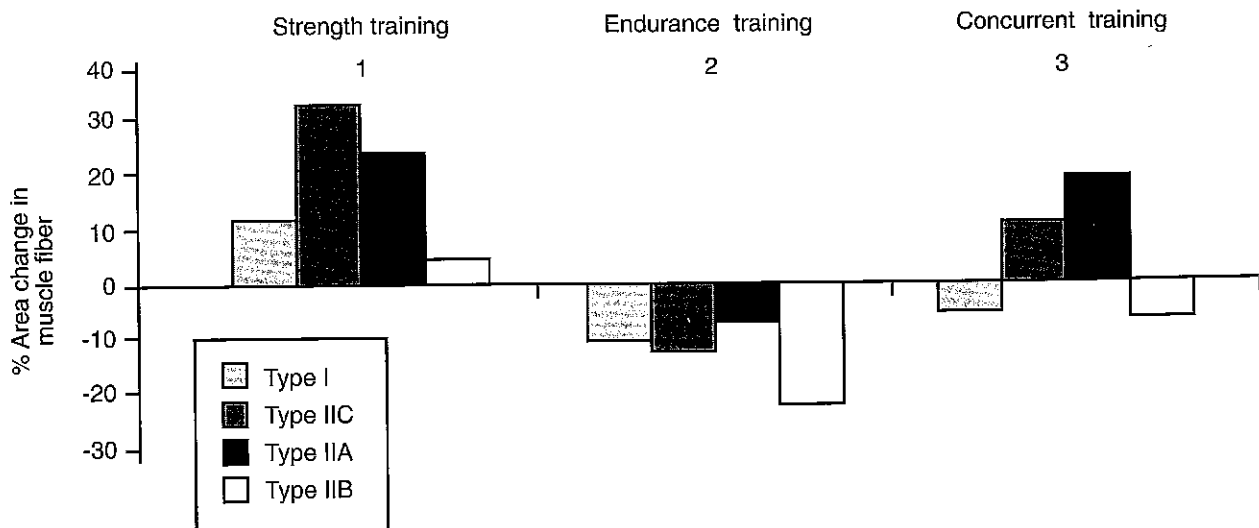 Strength training
Endurance training
Concurrent training
1
2
3
% Area change in
muscle fiber
40
30
20
10
0
-10
-20
-30
Type I
Type IIC
Type IIA
Type IIB